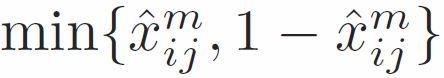 min{x̂ᵢⱼᵐ, 1 − x̂ᵢⱼᵐ}